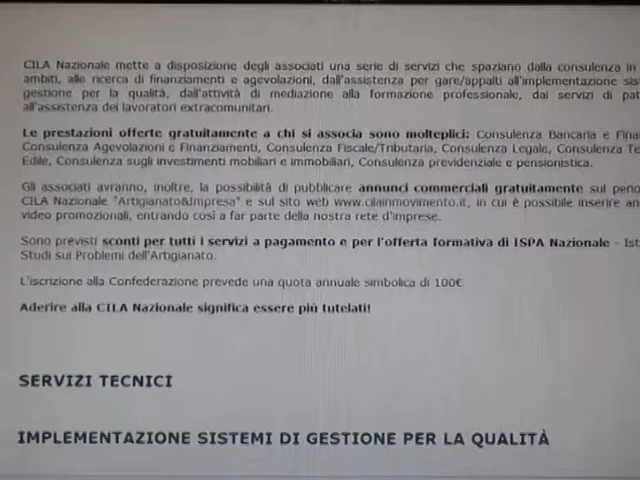 CILA Nazionale mette a disposizione degli associati una serie di servizi che spaziano dalla consulenza in
ambiti, alle ricerca di finanziamenti e agevolazioni, dall'assistenza per gare/appalti all'implementazione sis
gestione per la qualità, dall'attività di mediazione alla formazione professionale, dai servizi di pat
all'assistenza dei lavoratori extracomunitari.
Le prestazioni offerte gratuitamente a chi si associa sono molteplici: Consulenza Bancaria e Fina
Consulenza Agevolazioni e Finanziamenti, Consulenza Fiscale/Tributaria, Consulenza Legale, Consulenza Te
Edile, Consulenza sugli investimenti mobiliari e immobiliari, Consulenza previdenziale e pensionistica.
Gli associati avranno, inoltre, la possibilità di pubblicare annunci commerciali gratuitamente sul perio
CILA Nazionale "Artigianato&Impresa" e sul sito web www.cilainmovimento.it, in cui è possibile inserire an
video promozionali, entrando così a far parte della nostra rete d'imprese.
Sono previsti sconti per tutti i servizi a pagamento e per l'offerta formativa di ISPA Nazionale - Ist
Studi sui Problemi dell'Artigianato.
L'iscrizione alla Confederazione prevede una quota annuale simbolica di 100€
Aderire alla CILA Nazionale significa essere più tutelati!
SERVIZI TECNICI
IMPLEMENTAZIONE SISTEMI DI GESTIONE PER LA QUALITÀ